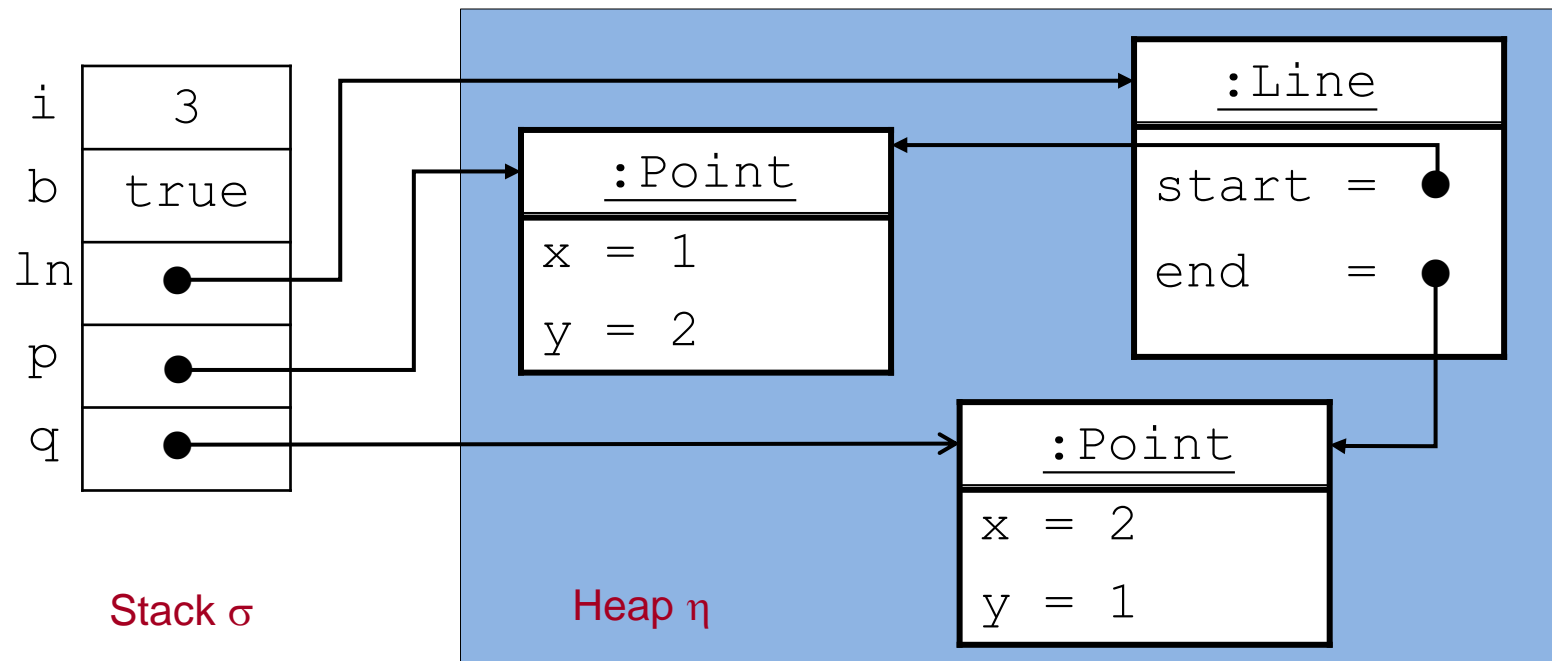 i 3
b true
ln
p
q
Stack σ
:Point
x = 1
y = 2
:Line
start =
end =
:Point
x = 2
y = 1
Heap η